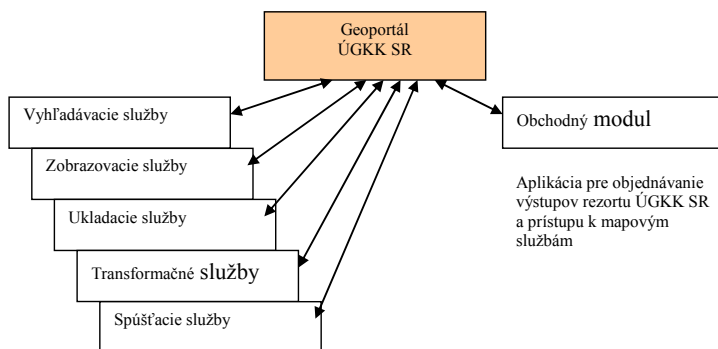 Geoportál
ÚGKK SR
Vyhľadávacie služby
Zobrazovacie služby
Ukladacie služby
Transformačné služby
Spúšťacie služby
Obchodný modul
Aplikácia pre objednávanie
výstupov rezortu ÚGKK SR
a prístupu k mapovým
službám